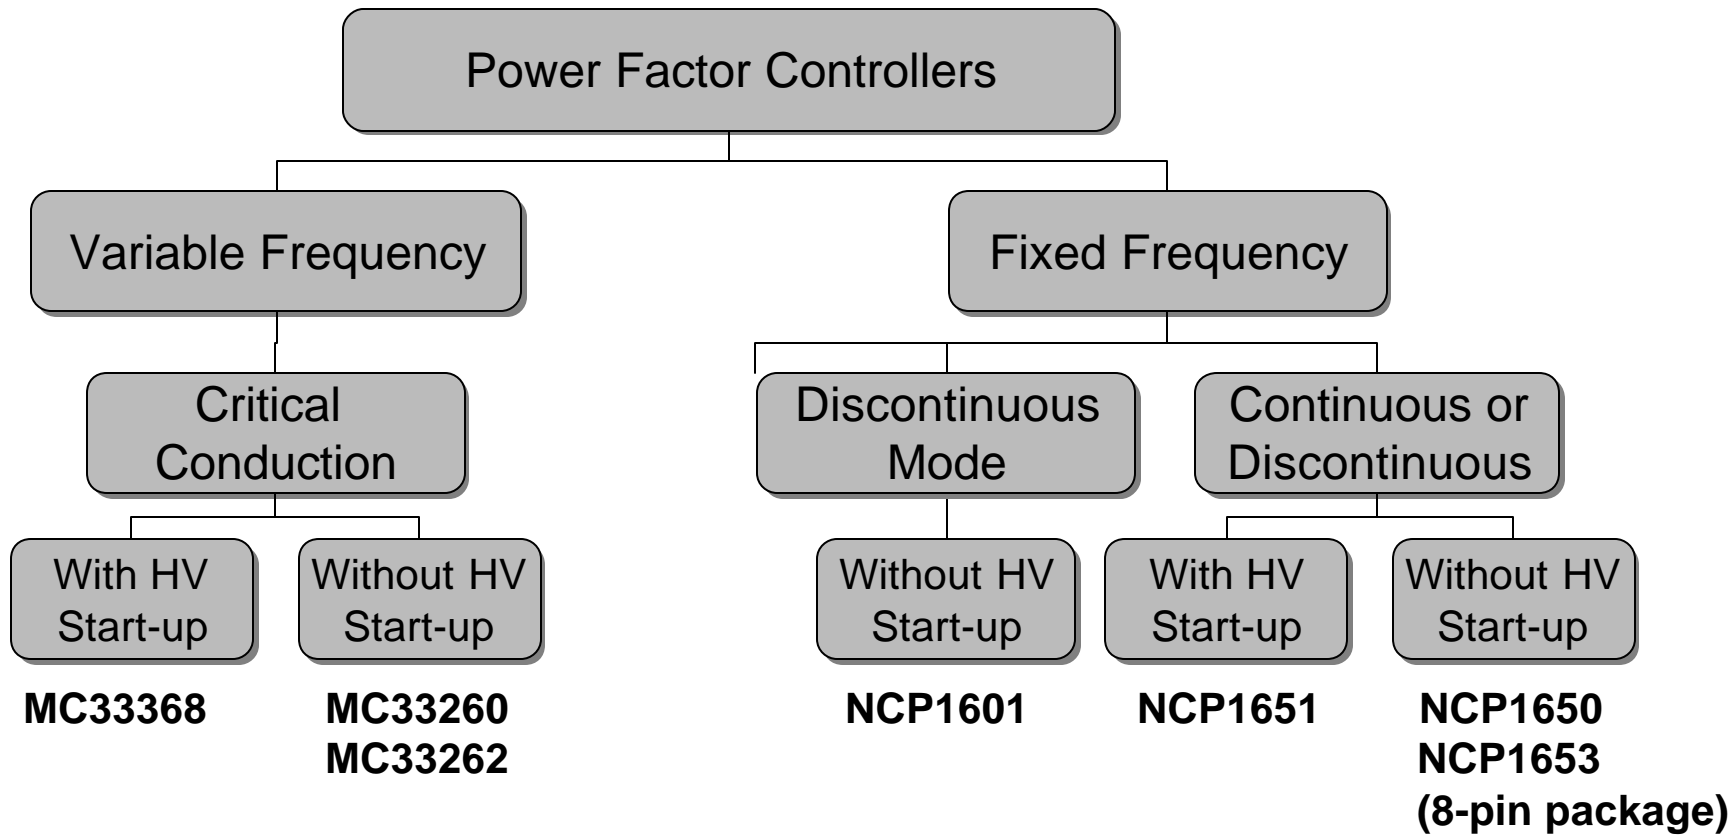 Power Factor Controllers
Variable Frequency
Fixed Frequency
Critical
Conduction
Discontinuous
Mode
Continuous or
Discontinuous
With HV
Start-up
Without HV
Start-up
Without HV
Start-up
With HV
Start-up
Without HV
Start-up
MC33368
MC33260
MC33262
NCP1601
NCP1651
NCP1650
NCP1653
(8-pin package)